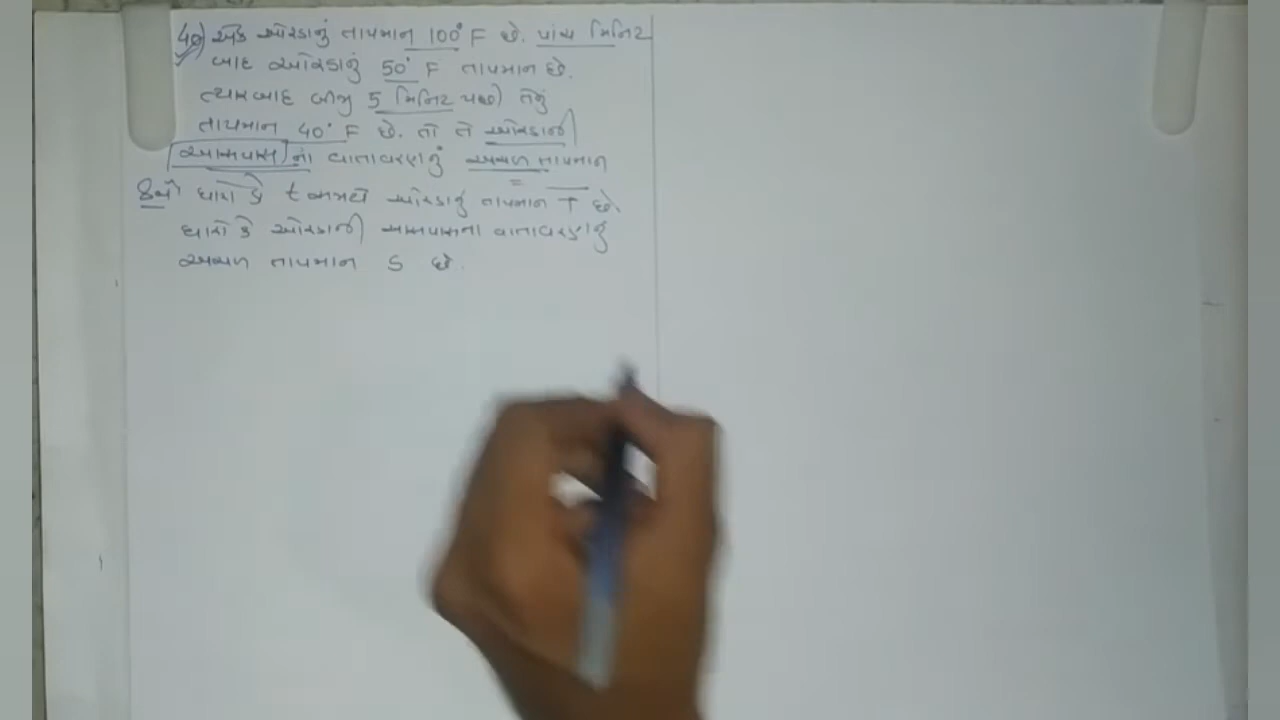 40) એક ઓરડાનું તાપમાન 100° F છે. પાંચ મિનિટ
બાદ ઓરડાનું 50° F તાપમાન છે.
ત્યારબાદ બીજી 5 મિનિટ પછી તેનું
તાપમાન 40° F છે. તો તે ઓરડાની
આસપાસના વાતાવરણનું અચળ તાપમાન
ધારો કે t સમયે ઓરડાનું તાપમાન T છે.
ધારો કે ઓરડાની આસપાસના વાતાવરણનું
અચળ તાપમાન S છે.